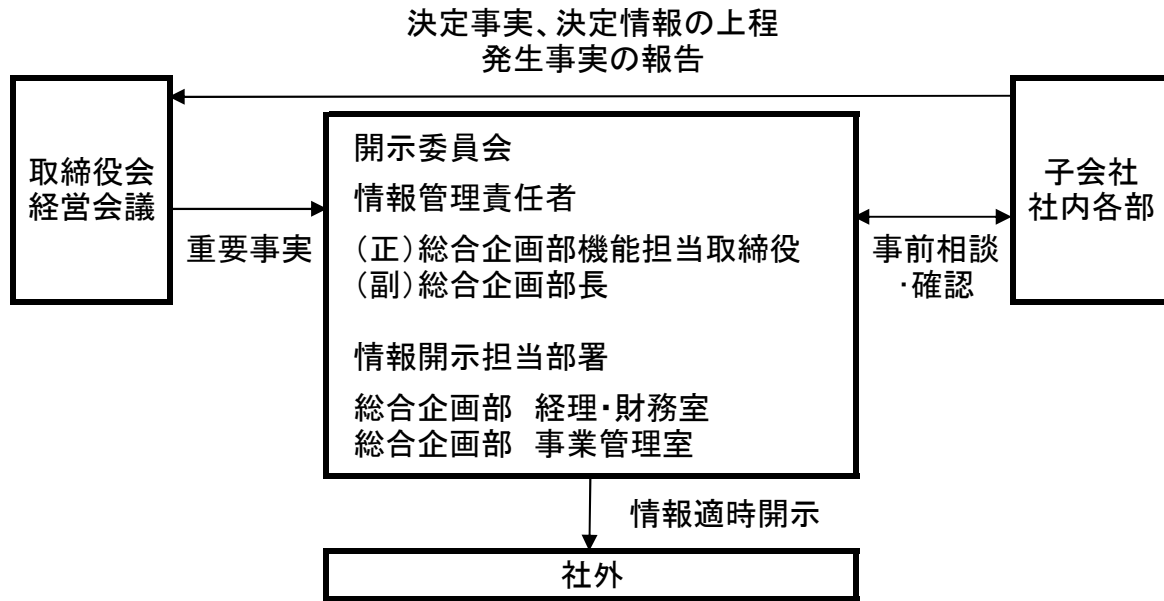 決定事実、決定情報の上程
発生事実の報告
取締役会
経営会議
重要事実
開示委員会
情報管理責任者
(正)総合企画部機能担当取締役
(副)総合企画部長
情報開示担当部署
総合企画部 経理・財務室
総合企画部 事業管理室
子会社
社内各部
事前相談
・確認
情報適時開示
社外